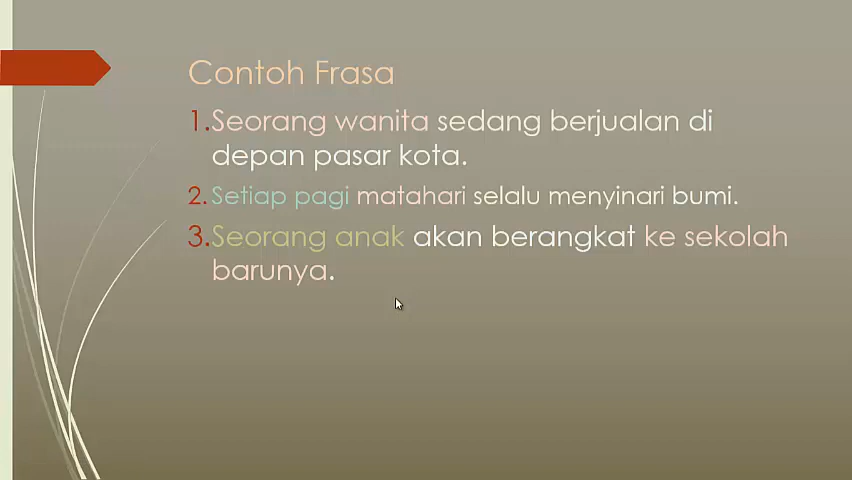 Contoh Frasa
1.Seorang wanita sedang berjualan di
depan pasar kota.
2. Setiap pagi matahari selalu menyinari bumi.
3.Seorang anak akan berangkat ke sekolah
barunya.